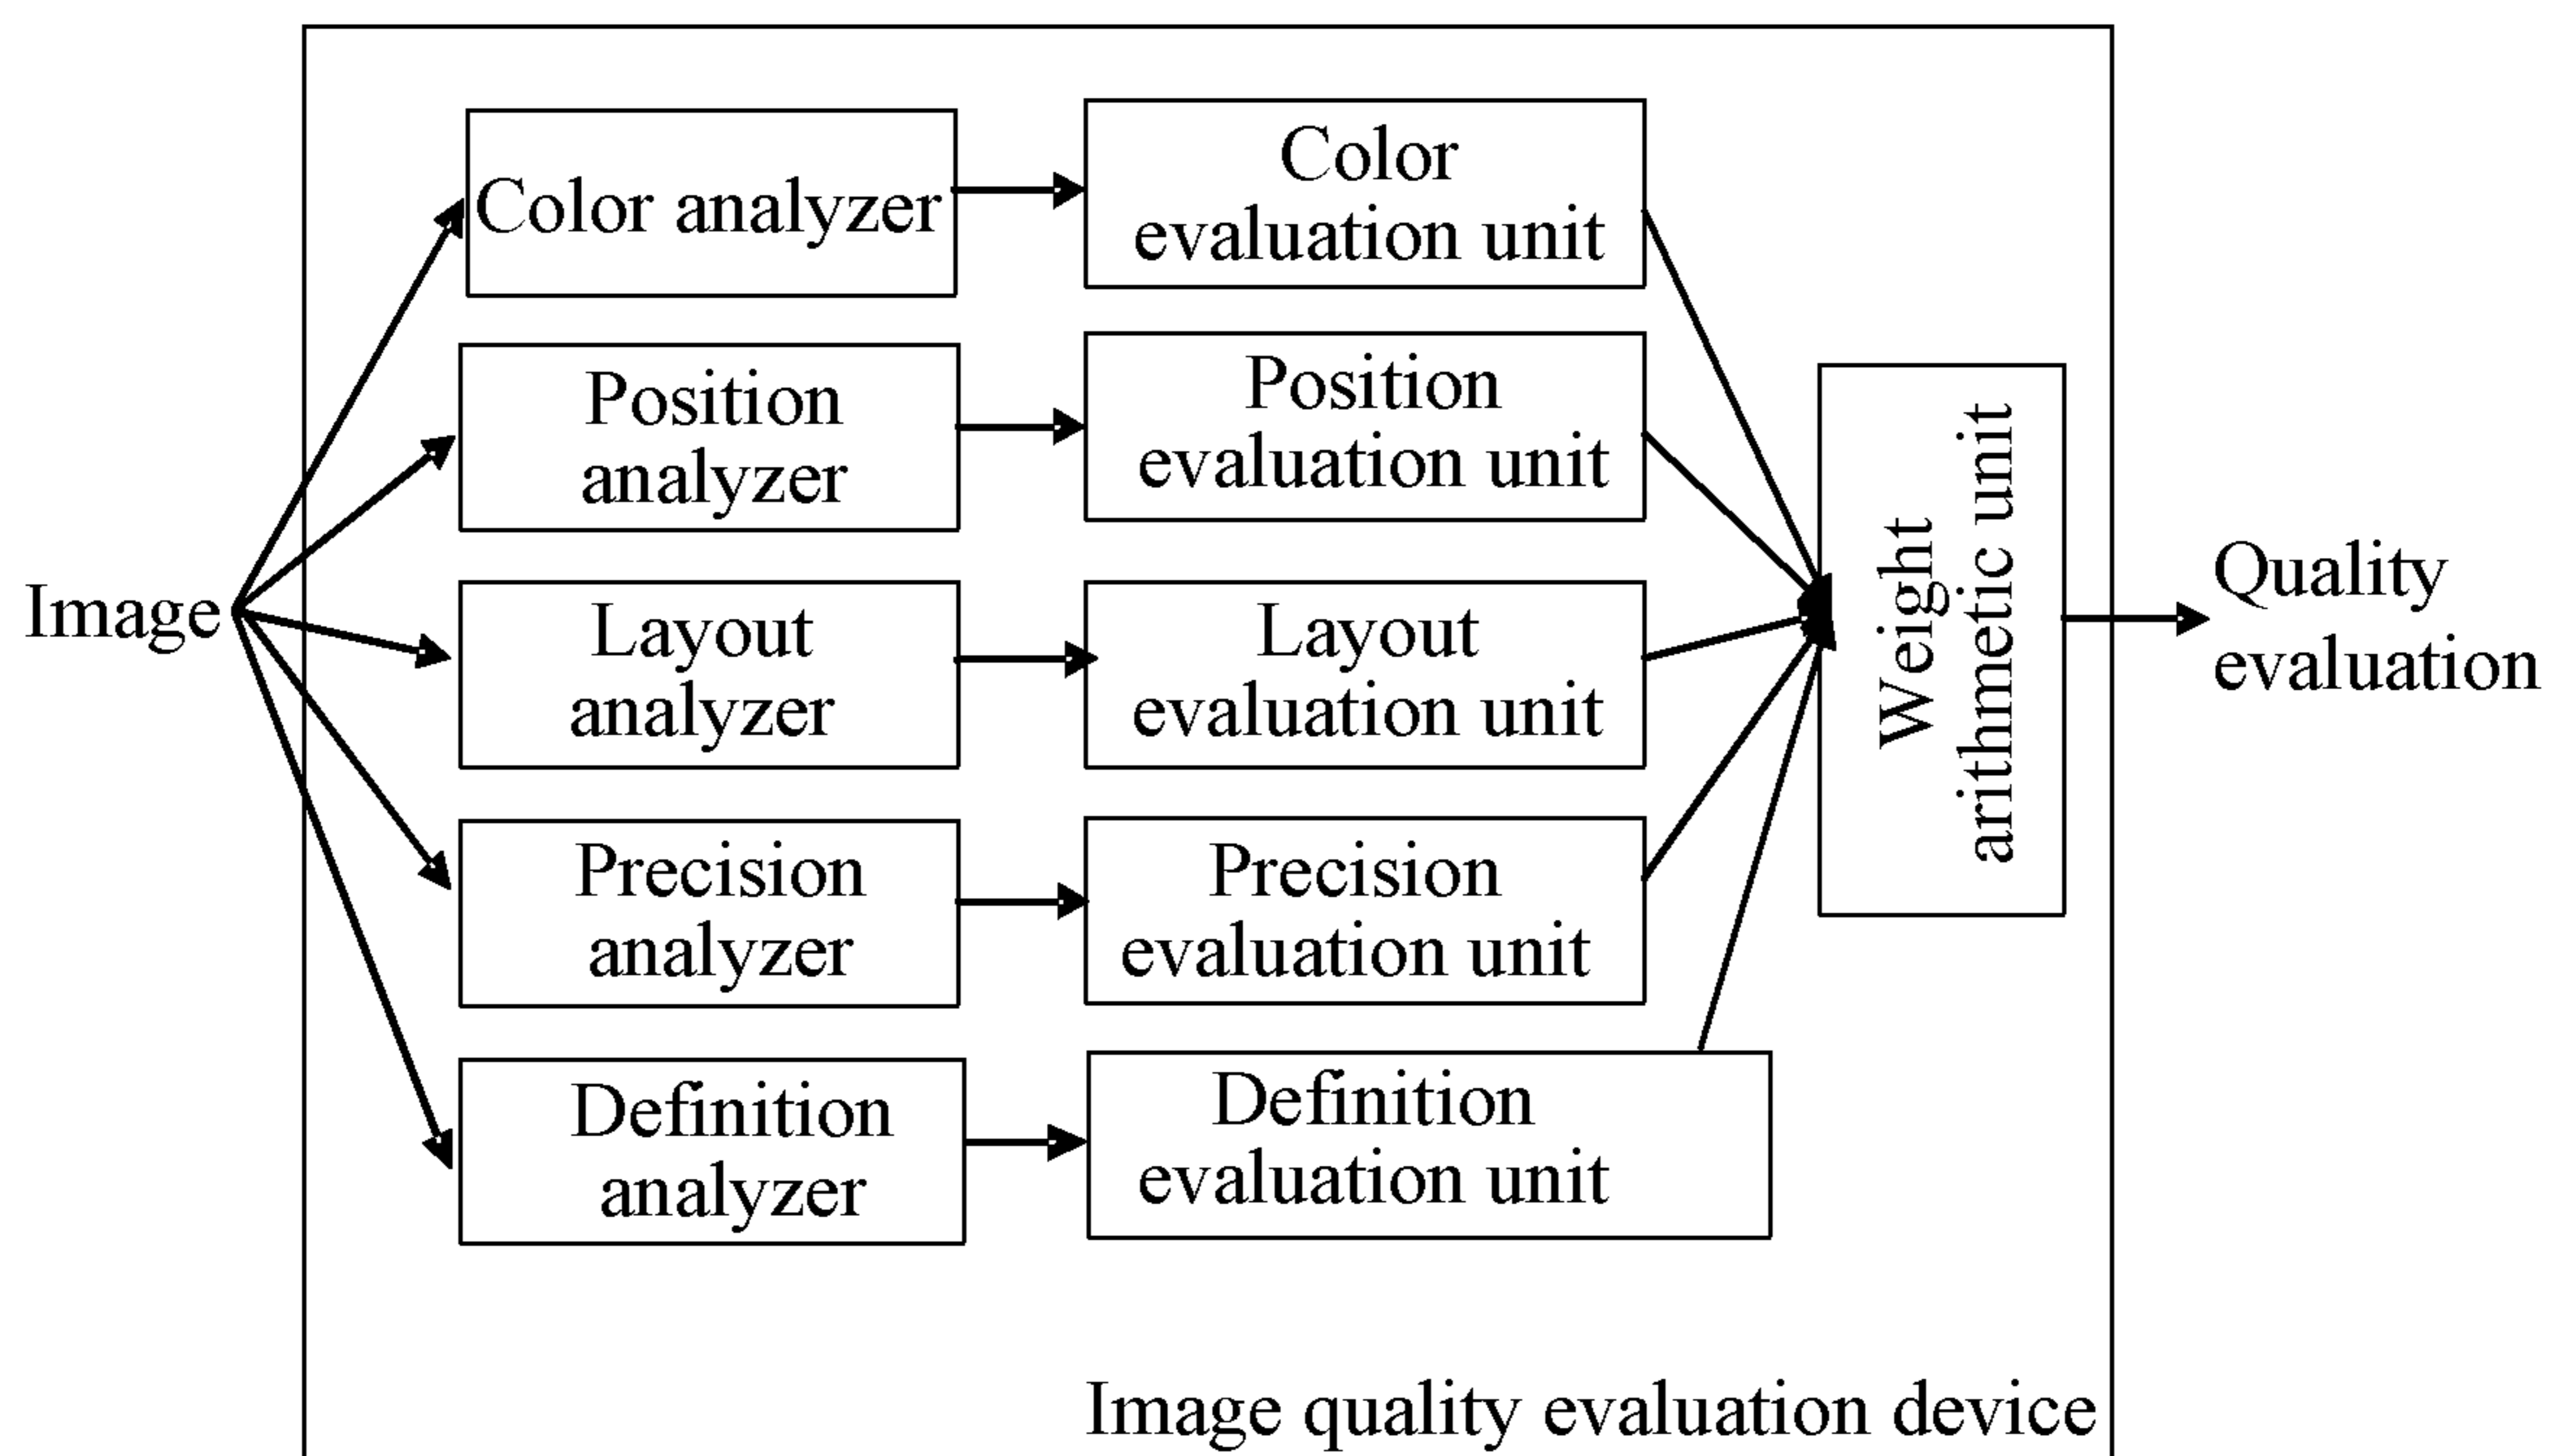 Image
Color analyzer
Color
evaluation unit
Position
analyzer
Position
evaluation unit
Layout
analyzer
Layout
evaluation unit
Precision
analyzer
Precision
evaluation unit
Definition
analyzer
Definition
evaluation unit
Weight
arithmetic unit
Quality
evaluation
Image quality evaluation device